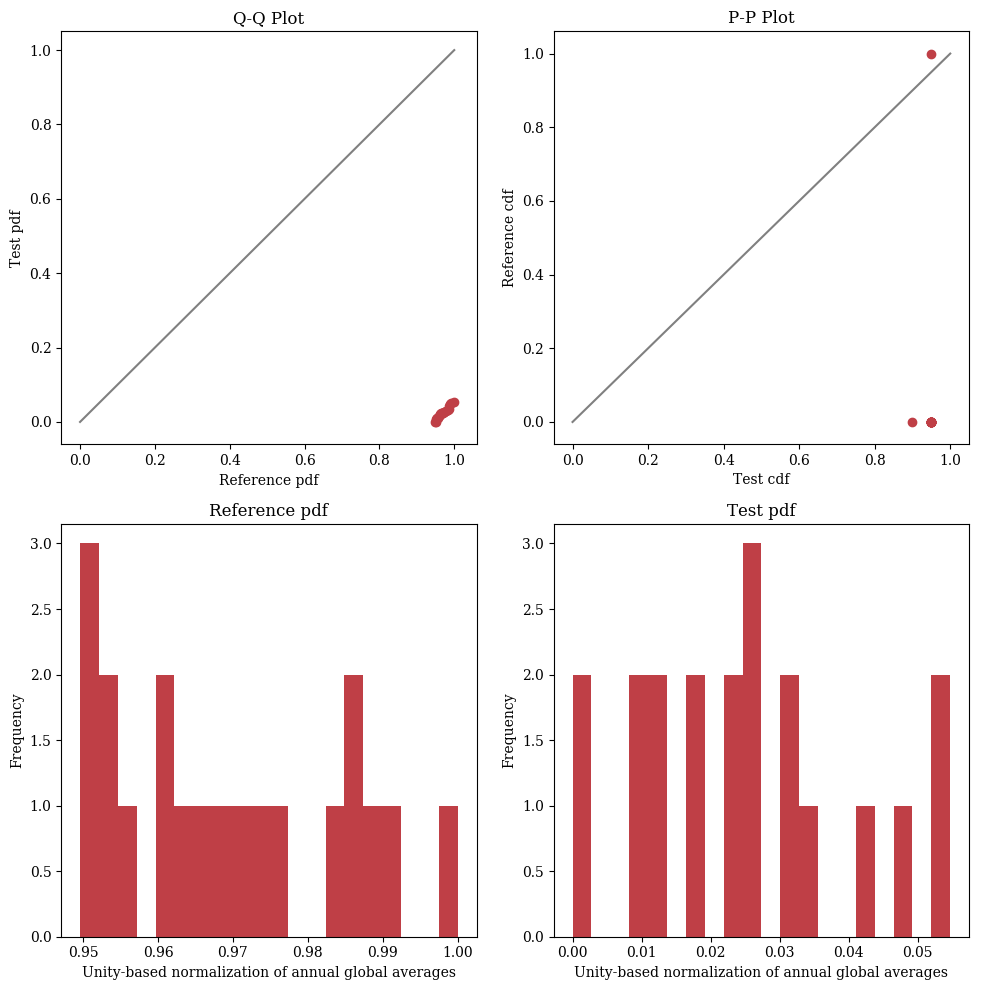 Q-Q Plot
1.0
0.8
0.6
0.4
0.2
0.0
Test pdf
0.0 0.2 0.4 0.6 0.8 1.0
Reference pdf
P-P Plot
1.0
0.8
0.6
0.4
0.2
0.0
Reference cdf
0.0 0.2 0.4 0.6 0.8 1.0
Test cdf
Reference pdf
3.0
2.5
2.0
1.5
1.0
0.5
0.0
Frequency
0.95 0.96 0.97 0.98 0.99 1.00
Unity-based normalization of annual global averages
Test pdf
3.0
2.5
2.0
1.5
1.0
0.5
0.0
Frequency
0.00 0.01 0.02 0.03 0.04 0.05
Unity-based normalization of annual global averages